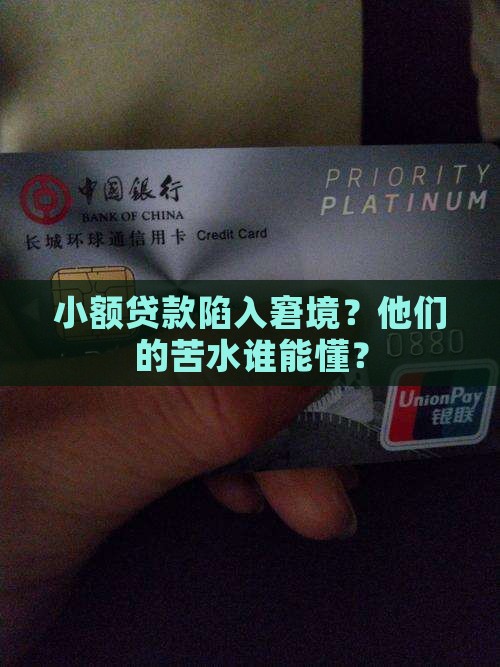 中国银行
BANK OF CHINA
长城环球通信用卡 Credit Card
PRIORITY
PLATINUM
小额贷款陷入窘境？他们
的苦水谁能懂？
0880
UnionPay
银联